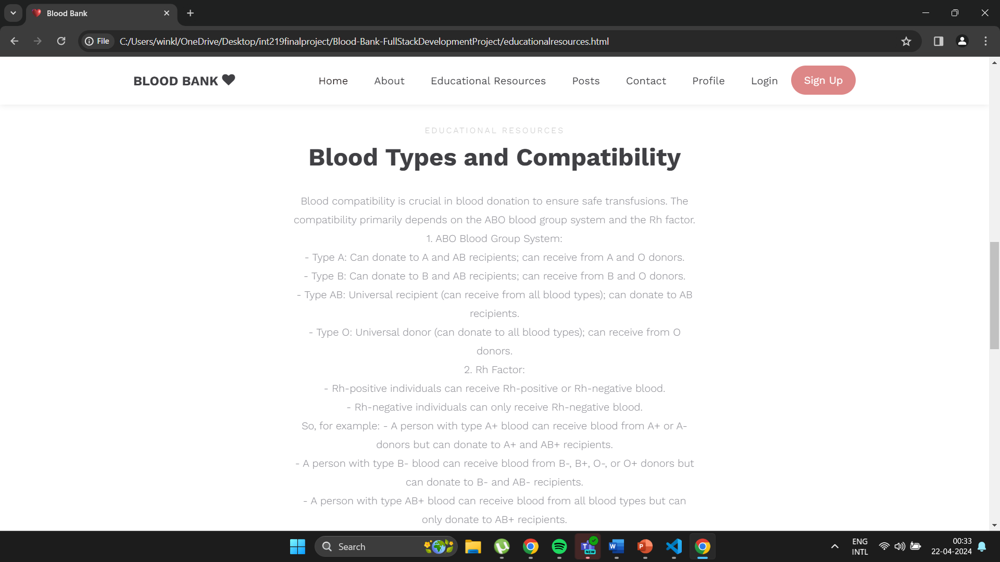 Blood Bank
File
C:/Users/winkl/OneDrive/Desktop/int219finalproject/Blood-Bank-FullStackDevelopmentProject/educationalresources.html
BLOOD BANK
Home About Educational Resources Posts Contact Profile Login Sign Up
EDUCATIONAL RESOURCES
Blood Types and Compatibility
Blood compatibility is crucial in blood donation to ensure safe transfusions. The
compatibility primarily depends on the ABO blood group system and the Rh factor.
1. ABO Blood Group System:
- Type A: Can donate to A and AB recipients; can receive from A and O donors.
- Type B: Can donate to B and AB recipients; can receive from B and O donors.
- Type AB: Universal recipient (can receive from all blood types); can donate to AB
recipients.
- Type O: Universal donor (can donate to all blood types); can receive from O
donors.
2. Rh Factor:
- Rh-positive individuals can receive Rh-positive or Rh-negative blood.
- Rh-negative individuals can only receive Rh-negative blood.
So, for example: - A person with type A+ blood can receive blood from A+ or A-
donors but can donate to A+ and AB+ recipients.
- A person with type B- blood can receive blood from B-, B+, O-, or O+ donors but
can donate to B- and AB- recipients.
- A person with type AB+ blood can receive blood from all blood types but can
only donate to AB+ recipients.
Search
T
NEW
W
P
ENG
INTL
00:33
22-04-2024